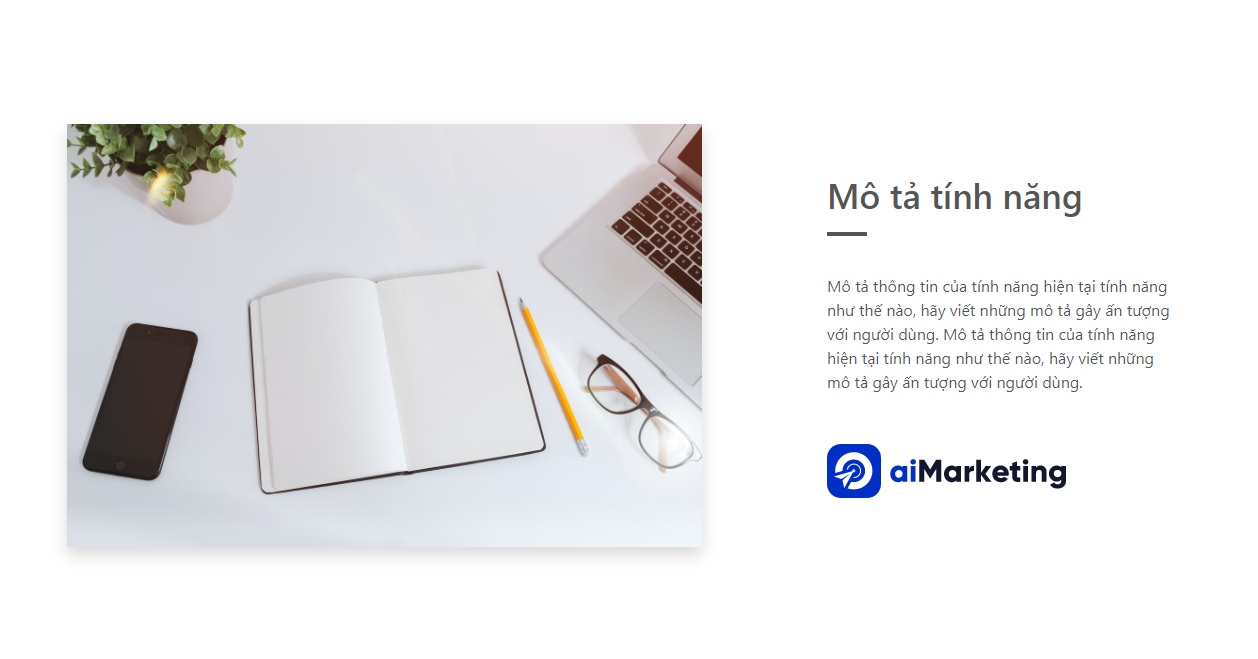 Mô tả tính năng
Mô tả thông tin của tính năng hiện tại tính năng
như thế nào, hãy viết những mô tả gây ấn tượng
với người dùng. Mô tả thông tin của tính năng
hiện tại tính năng như thế nào, hãy viết những
mô tả gây ấn tượng với người dùng.
aiMarketing